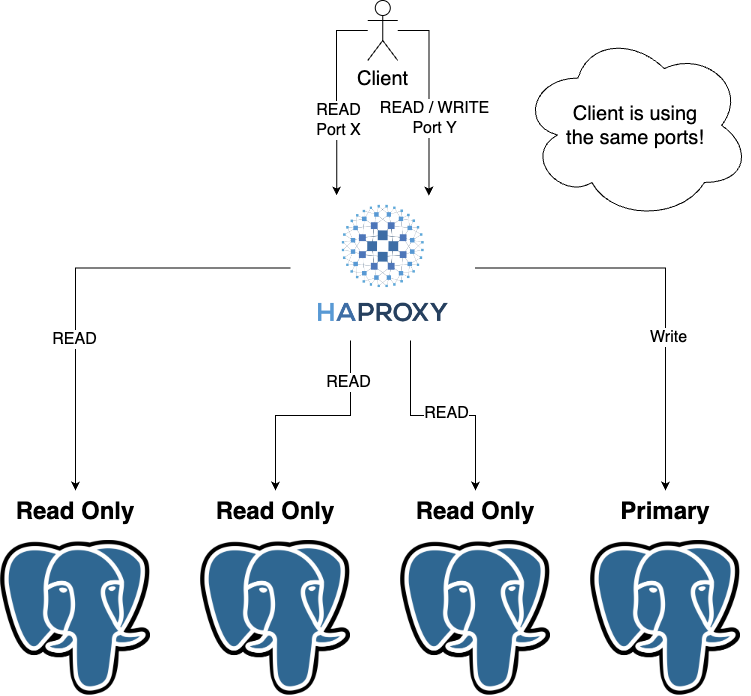 Client
READ
Port X
READ / WRITE
Port Y
Client is using
the same ports!
HAPROXY
READ
Write
READ
READ
Read Only
Read Only
Read Only
Primary